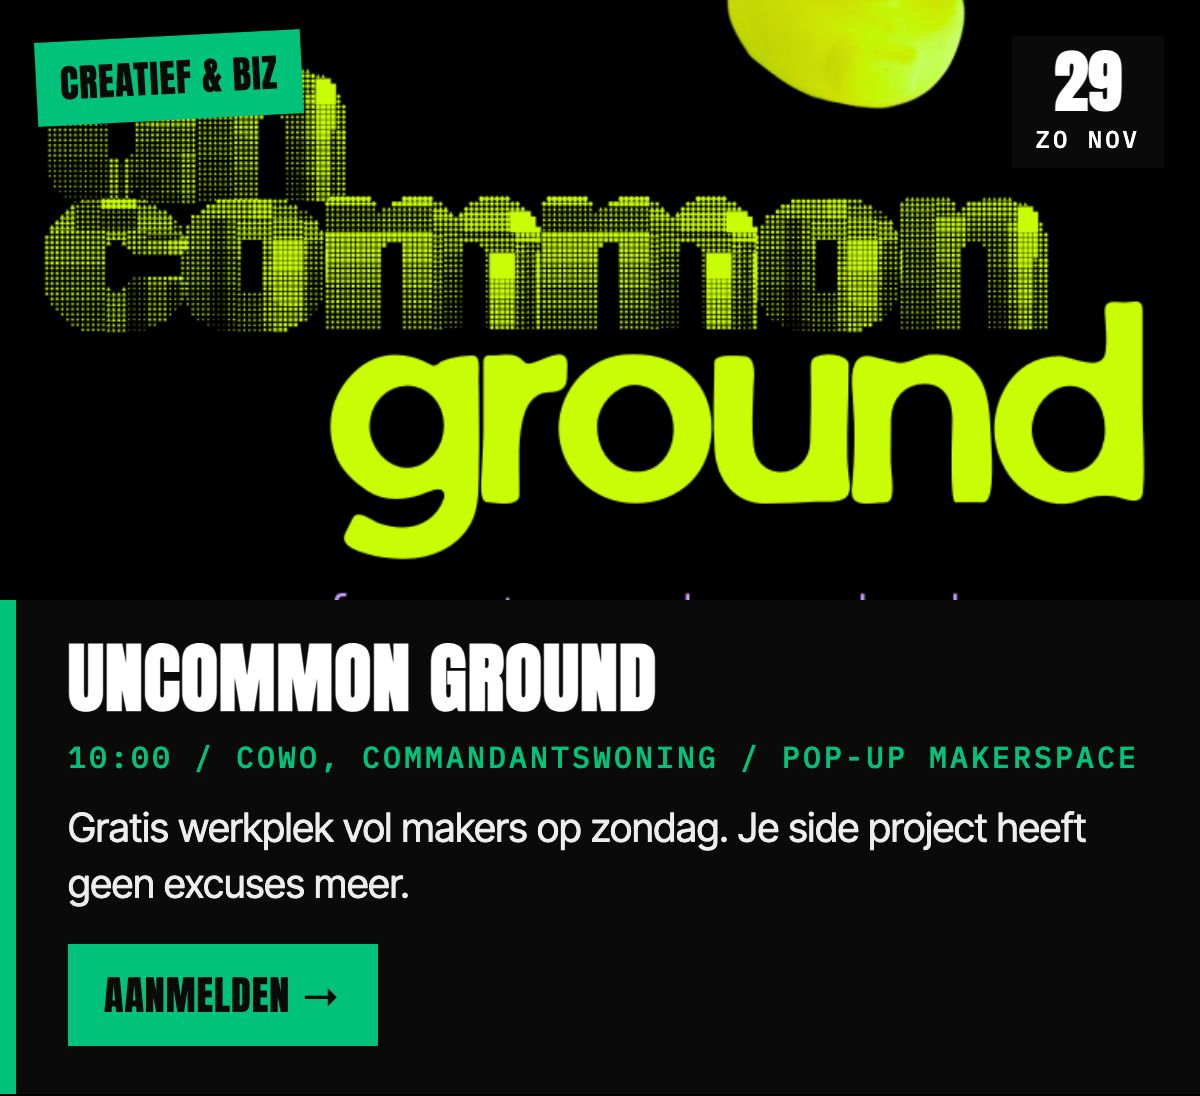 CREATIEF & BIZ
29
ZO NOV
un
common
ground
UNCOMMON GROUND
10:00 / COWO, COMMANDANTSWONING / POP-UP MAKERSPACE
Gratis werkplek vol makers op zondag. Je side project heeft
geen excuses meer.
AANMELDEN →